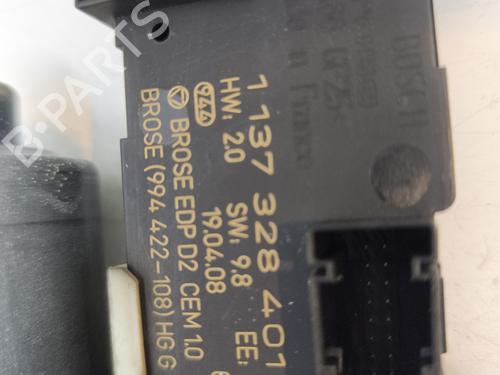 1 137 328 401
HW: 2.0 SW: 9.8 EE:
19.04.08
BROSE EDP D2 CEM 1.0
BROSE (994 422-108) HG G
BOSCH
in France
B-PARTS